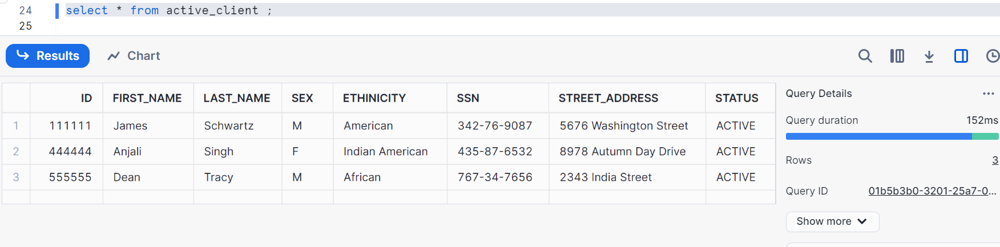 24 select * from active_client ;
25
Results Chart
ID FIRST_NAME LAST_NAME SEX ETHINICITY SSN STREET_ADDRESS STATUS
1 111111 James Schwartz M American 342-76-9087 5676 Washington Street ACTIVE
2 444444 Anjali Singh F Indian American 435-87-6532 8978 Autumn Day Drive ACTIVE
3 555555 Dean Tracy M African 767-34-7656 2343 India Street ACTIVE
Query Details ...
Query duration 152ms
Rows 3
Query ID 01b5b3b0-3201-25a7-0...
Show more